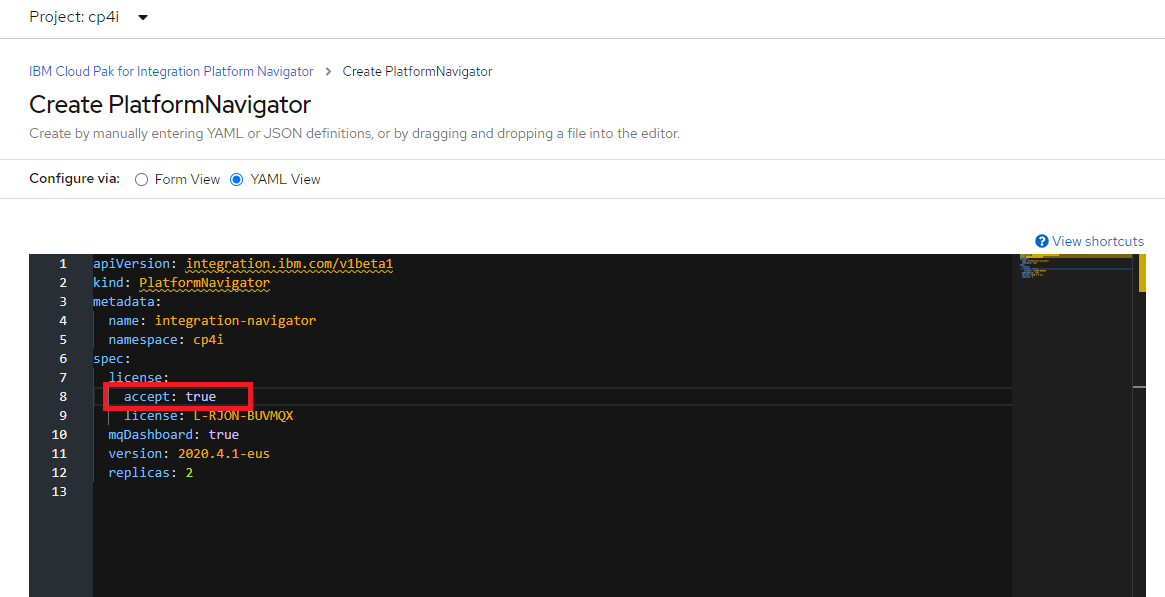 Project: cp4i
IBM Cloud Pak for Integration Platform Navigator > Create PlatformNavigator
Create PlatformNavigator
Create by manually entering YAML or JSON definitions, or by dragging and dropping a file into the editor.
Configure via: Form View YAML View
View shortcuts
1 apiVersion: integration.ibm.com/v1beta1
2 kind: PlatformNavigator
3 metadata:
4   name: integration-navigator
5   namespace: cp4i
6 spec:
7   license:
8     accept: true
9     license: L-RJON-BUVMQX
10   mqDashboard: true
11   version: 2020.4.1-eus
12   replicas: 2
13